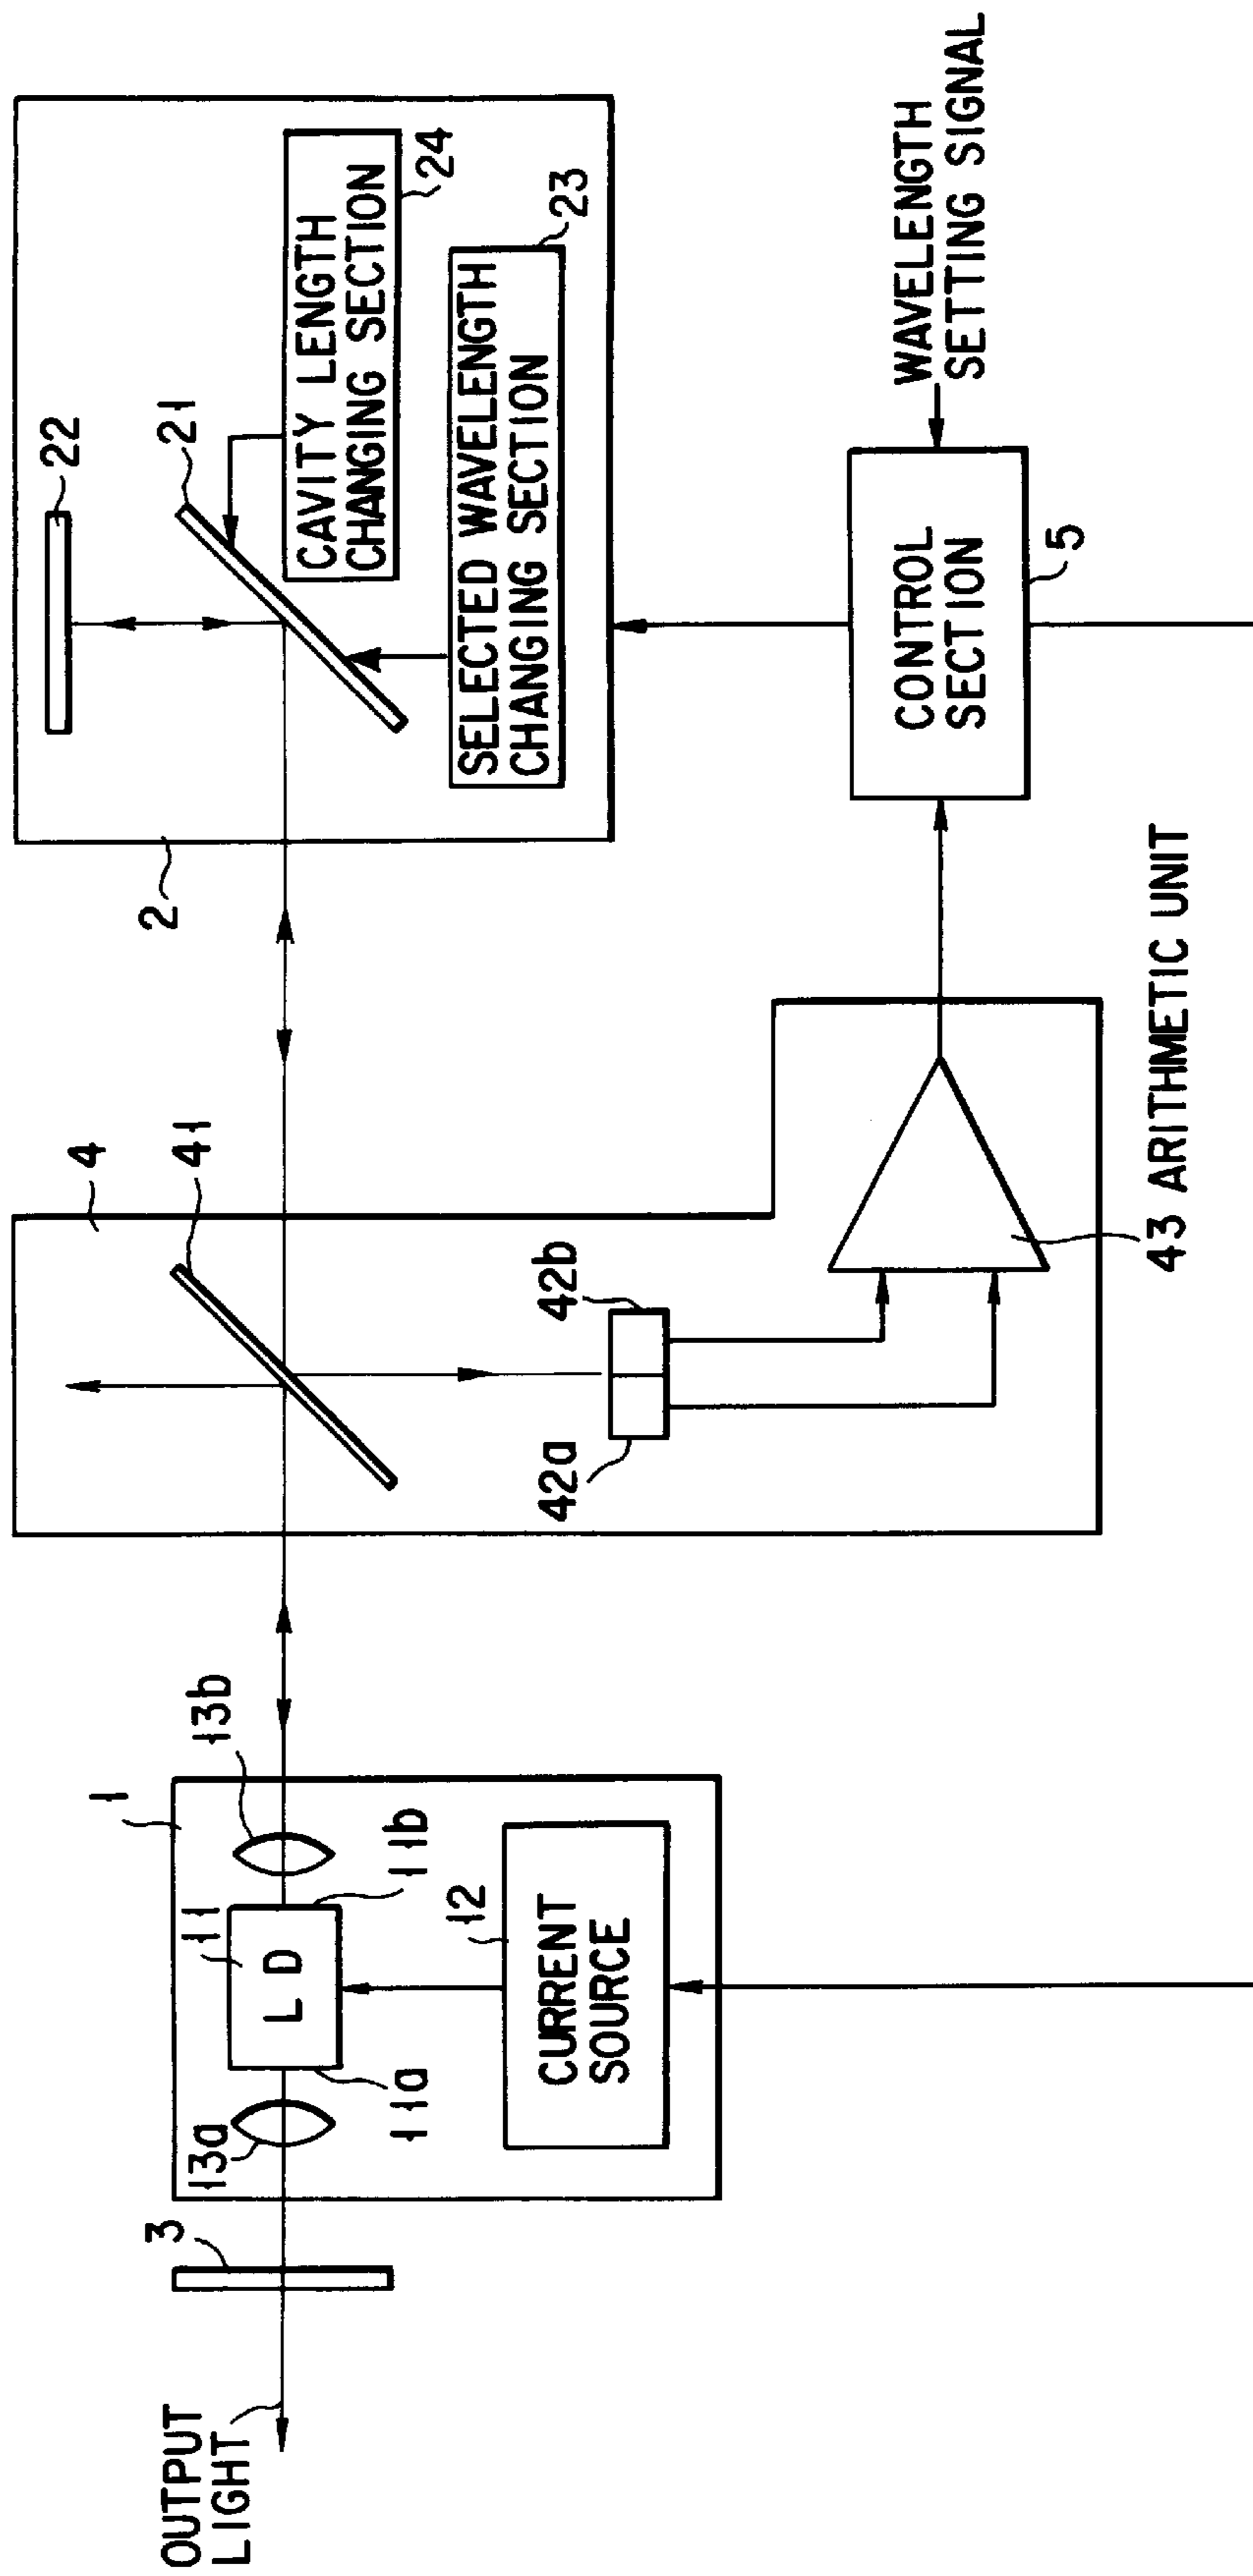 OUTPUT
LIGHT
3
13a
1
11
L D
13b
11a
11b
12
CURRENT
SOURCE
4
41
42a
42b
43 ARITHMETIC UNIT
2
22
21
CAVITY LENGTH
CHANGING SECTION
24
SELECTED WAVELENGTH
CHANGING SECTION
23
CONTROL
SECTION
5
WAVELENGTH
SETTING SIGNAL